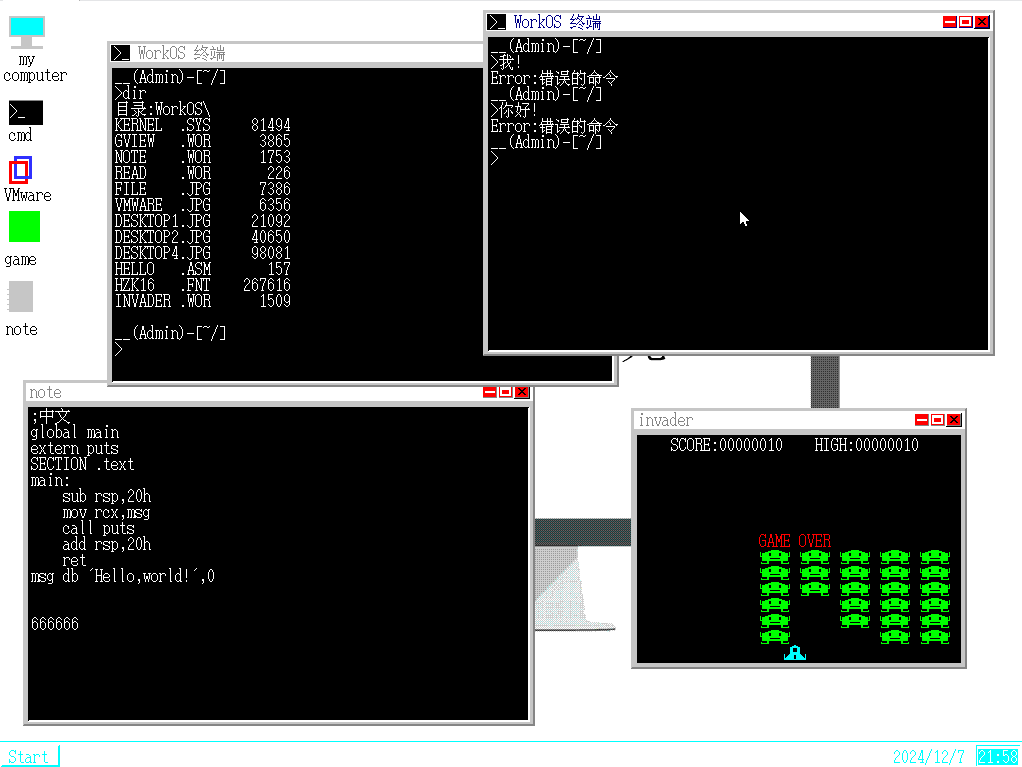 my
computer
cmd
VMware
game
note
WorkOS 终端
__(Admin)-[~/]
>dir
目录:WorkOS\
KERNEL .SYS 81494
GVIEW .WOR 3865
NOTE .WOR 1753
READ .WOR 226
FILE .JPG 7386
VMWARE .JPG 6356
DESKTOP1.JPG 21092
DESKTOP2.JPG 40650
DESKTOP4.JPG 98081
HELLO .ASM 157
HZK16 .FNT 267616
INVADER .WOR 1509
__(Admin)-[~/]
>
WorkOS 终端
__(Admin)-[~/]
>我!
Error:错误的命令
__(Admin)-[~/]
>你好!
Error:错误的命令
__(Admin)-[~/]
>
note
;中文
global main
extern puts
SECTION .text
main:
sub rsp,20h
mov rcx,msg
call puts
add rsp,20h
ret
msg db ´Hello,world!´,0
666666
invader
SCORE:00000010 HIGH:00000010
GAME OVER
Start
2024/12/7 21:53